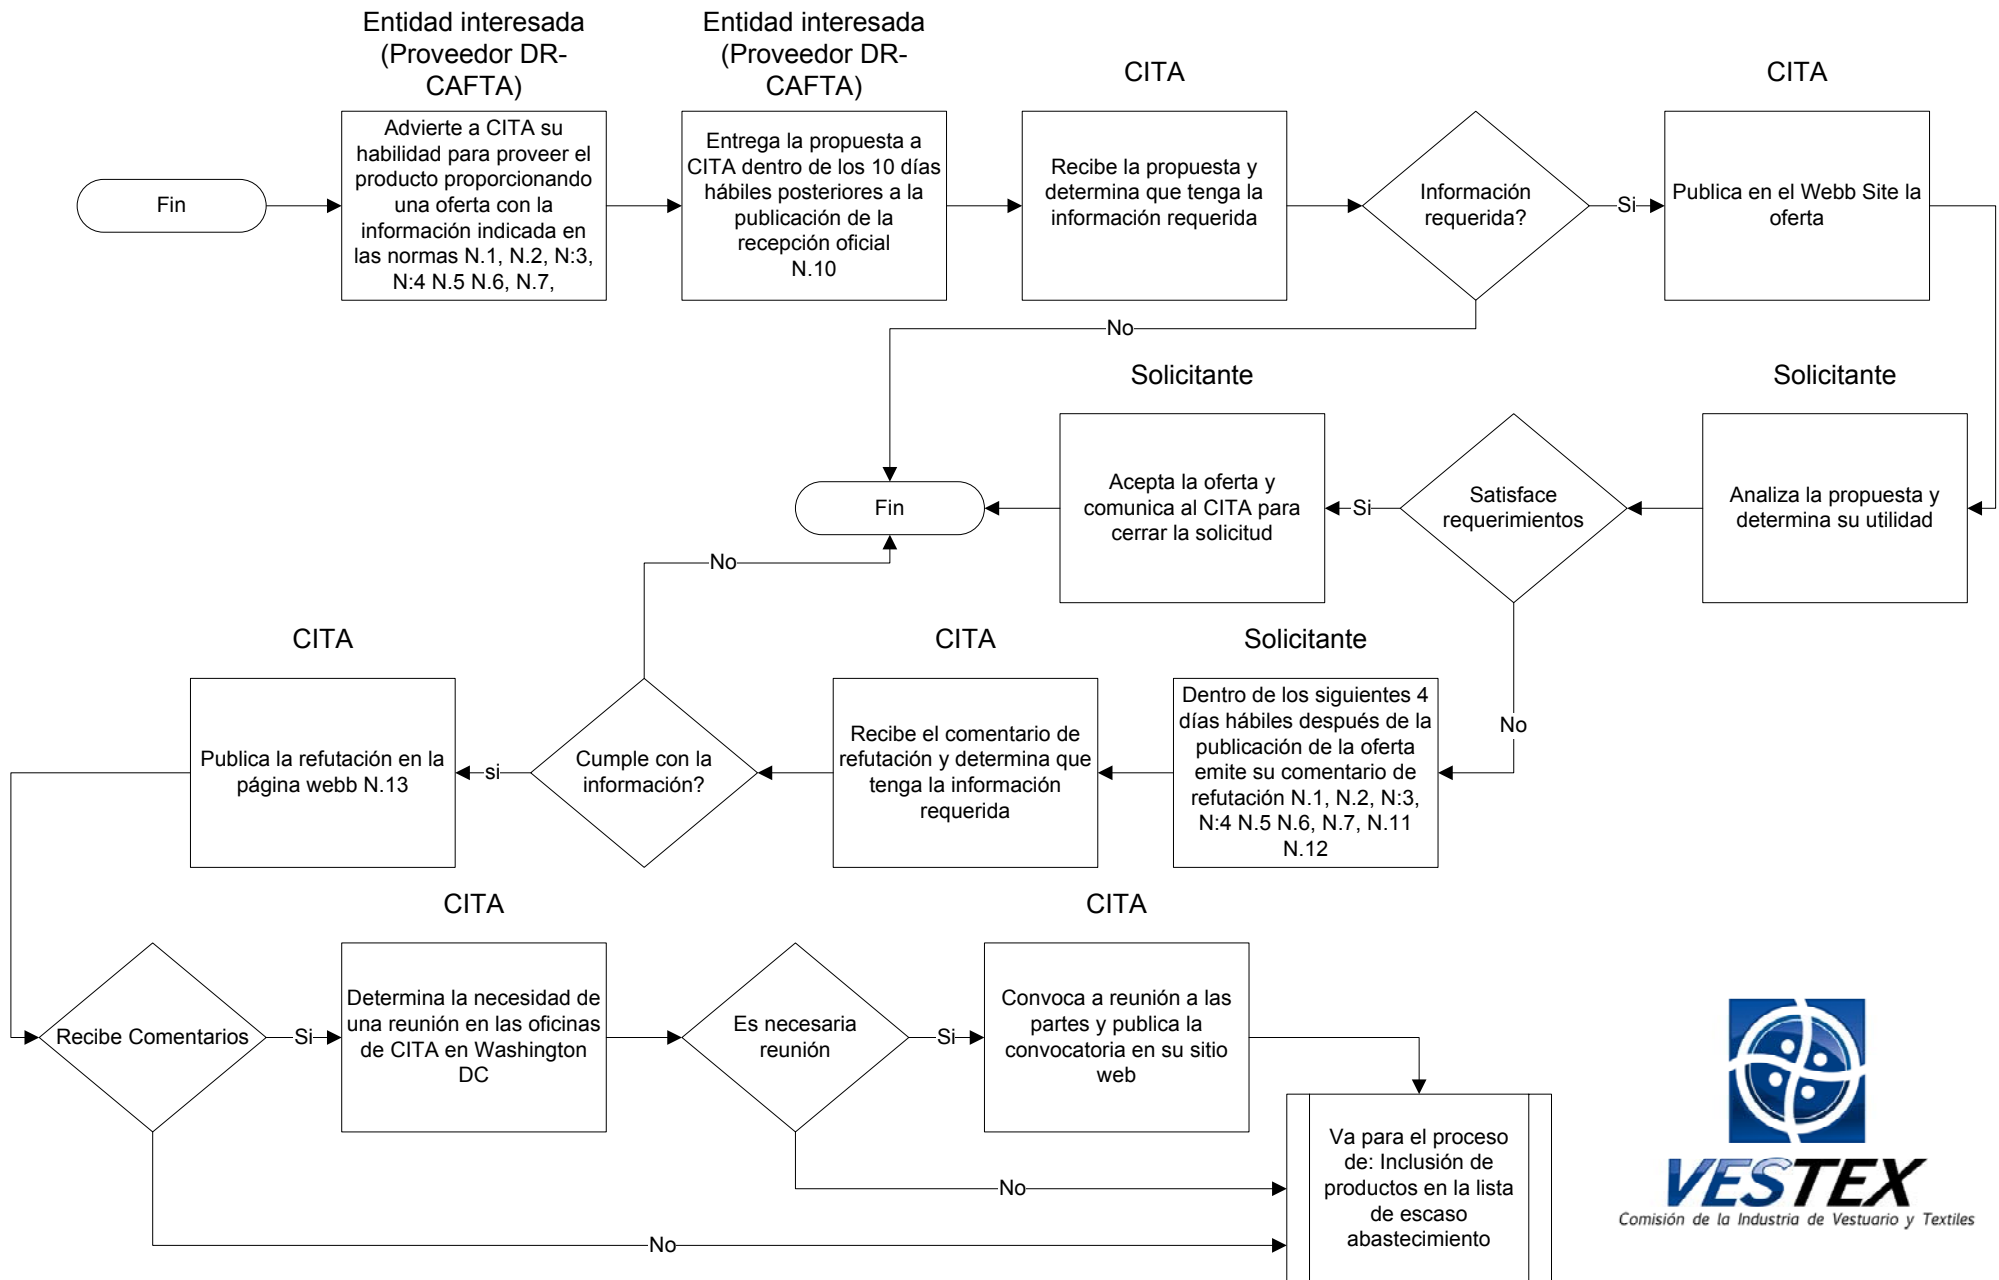 Entidad interesada
(Proveedor DR-
CAFTA)
Entidad interesada
(Proveedor DR-
CAFTA)
CITA
CITA
Fin
Advierte a CITA su
habilidad para proveer el
producto proporcionando
una oferta con la
información indicada en
las normas N.1, N.2, N:3,
N:4 N.5 N.6, N.7,
Entrega la propuesta a
CITA dentro de los 10 días
hábiles posteriores a la
publicación de la
recepción oficial
N.10
Recibe la propuesta y
determina que tenga la
información requerida
Información
requerida?
Si
Publica en el Webb Site la
oferta
No
Solicitante
Solicitante
Fin
Acepta la oferta y
comunica al CITA para
cerrar la solicitud
Si
Satisface
requerimientos
Analiza la propuesta y
determina su utilidad
No
No
CITA
CITA
Solicitante
Publica la refutación en la
página webb N.13
si
Cumple con la
información?
Recibe el comentario de
refutación y determina que
tenga la información
requerida
Dentro de los siguientes 4
días hábiles después de la
publicación de la oferta
emite su comentario de
refutación N.1, N.2, N:3,
N:4 N.5 N.6, N.7, N.11
N.12
CITA
CITA
Recibe Comentarios
Si
Determina la necesidad de
una reunión en las oficinas
de CITA en Washington
DC
Es necesaria
reunión
Si
Convoca a reunión a las
partes y publica la
convocatoria en su sitio
web
No
No
Va para el proceso
de: Inclusión de
productos en la lista
de escaso
abastecimiento
VESTEX
Comisión de la Industria de Vestuario y Textiles